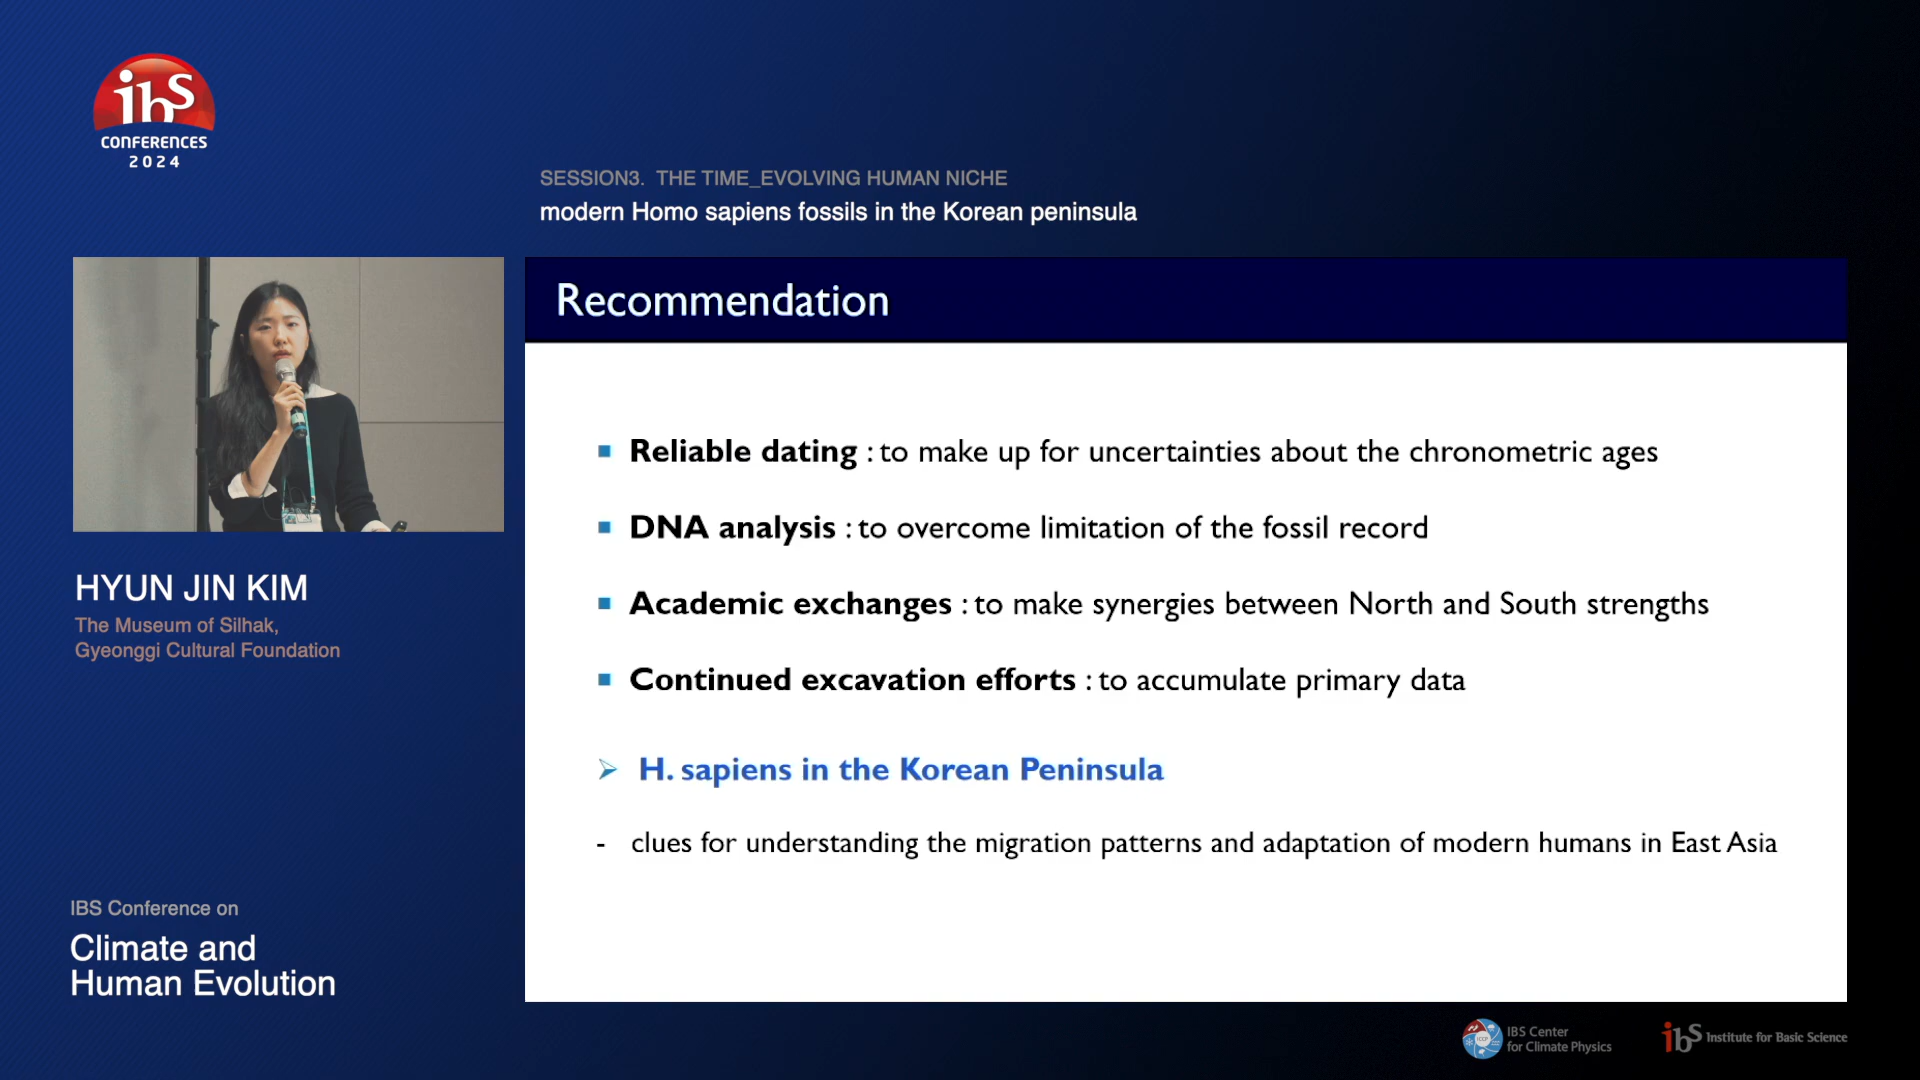 ibs
CONFERENCES
2024
SESSION3. THE TIME_EVOLVING HUMAN NICHE
modern Homo sapiens fossils in the Korean peninsula
Recommendation
▪ Reliable dating : to make up for uncertainties about the chronometric ages
▪ DNA analysis : to overcome limitation of the fossil record
▪ Academic exchanges : to make synergies between North and South strengths
▪ Continued excavation efforts : to accumulate primary data
➢ H. sapiens in the Korean Peninsula
- clues for understanding the migration patterns and adaptation of modern humans in East Asia
HYUN JIN KIM
The Museum of Silhak,
Gyeonggi Cultural Foundation
IBS Conference on
Climate and
Human Evolution
IBS Center
for Climate Physics
ibs Institute for Basic Science